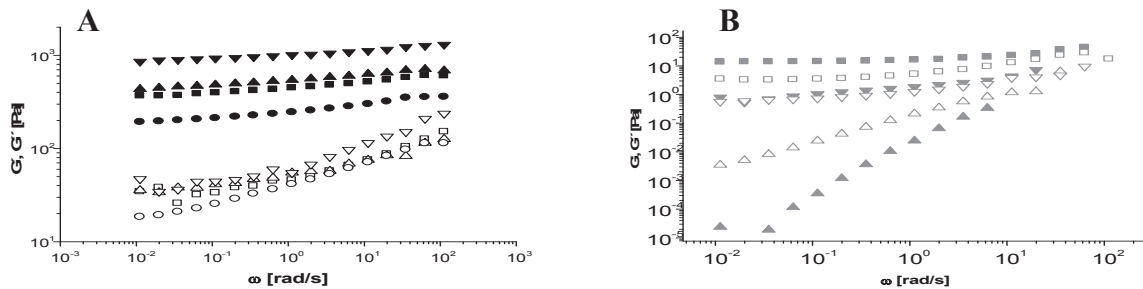 A
G', G'' [Pa]
10³
10²
10¹
10⁻³ 10⁻² 10⁻¹ 10⁰ 10¹ 10² 10³
ω [rad/s]
B
G', G'' [Pa]
10²
10¹
10⁰
10⁻¹
10⁻²
10⁻³
10⁻⁴
10⁻⁵
10⁻² 10⁻¹ 10⁰ 10¹ 10²
ω [rad/s]